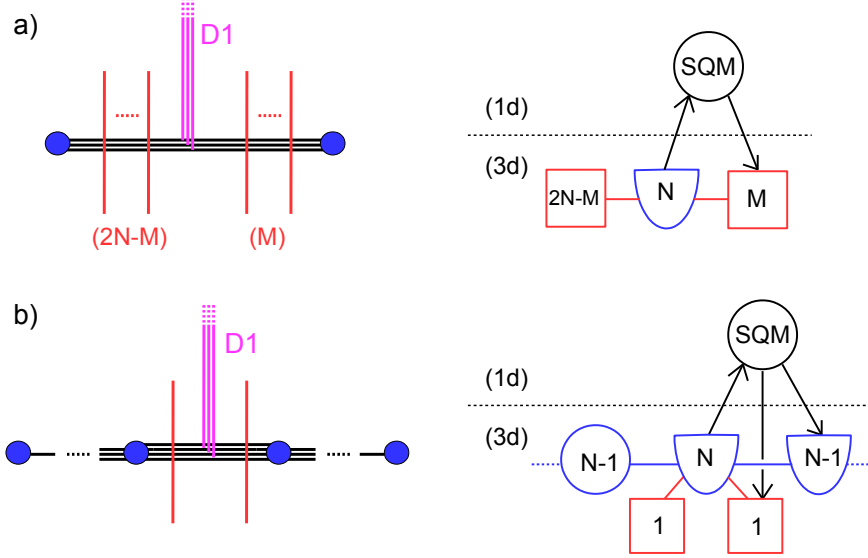 a)
D1
(2N-M)
(M)
SQM
(1d)
(3d)
2N-M
N
M
b)
D1
SQM
(1d)
(3d)
N-1
N
N-1
1
1